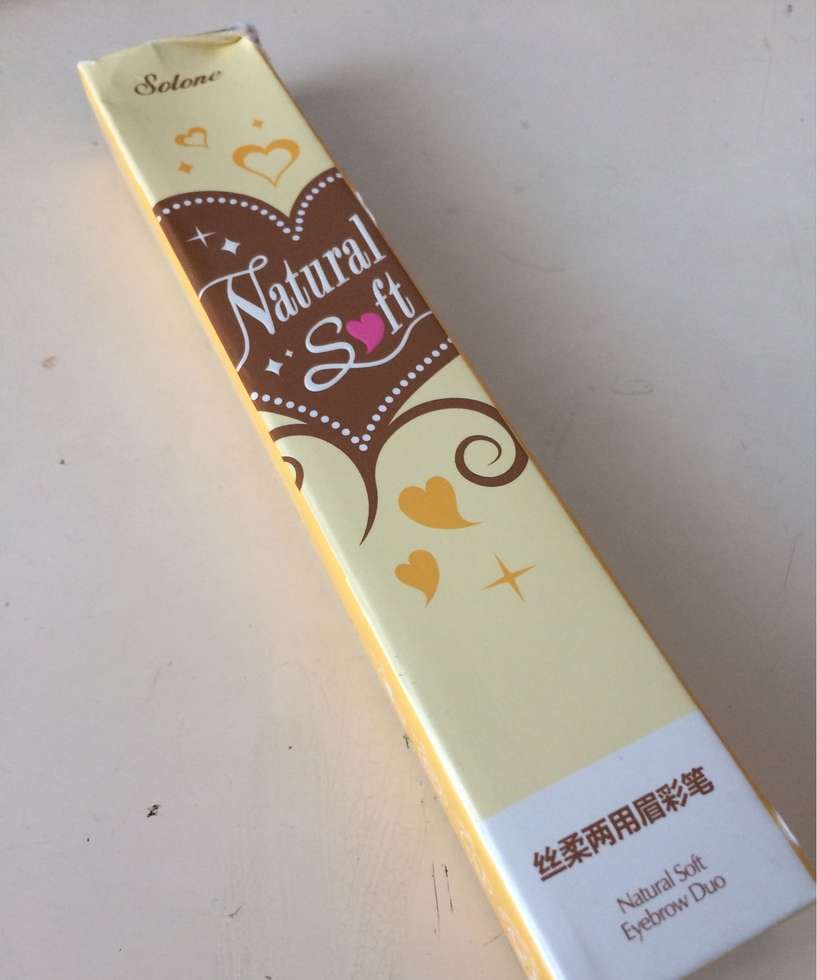 Solone
Natural
Soft
丝柔两用眉彩笔
Natural Soft
Eyebrow Duo